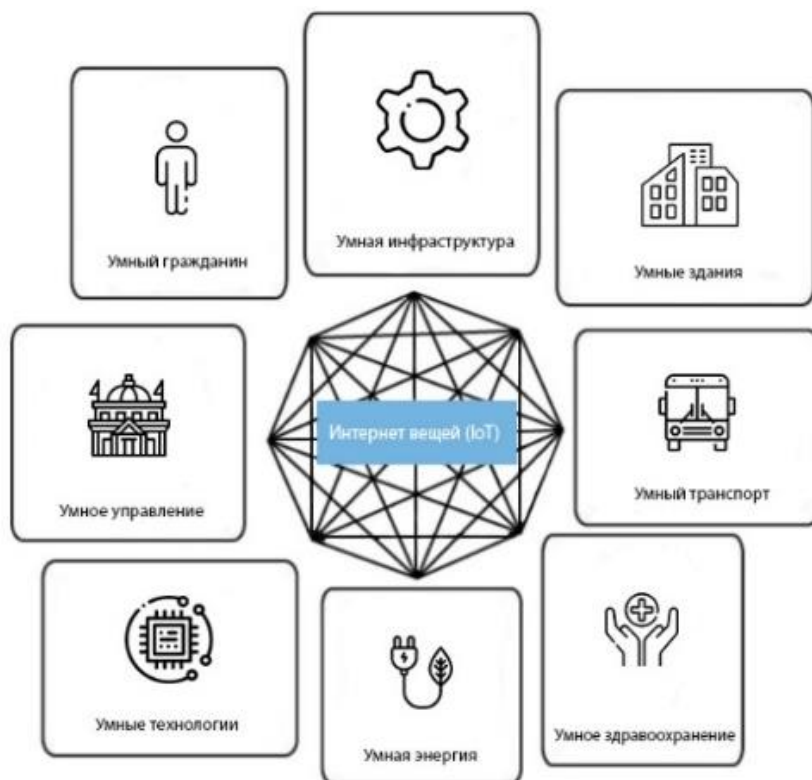 Умная инфраструктура
Умный гражданин
Умные здания
Интернет вещей (IoT)
Умное управление
Умный транспорт
Умные технологии
Умная энергия
Умное здравоохранение